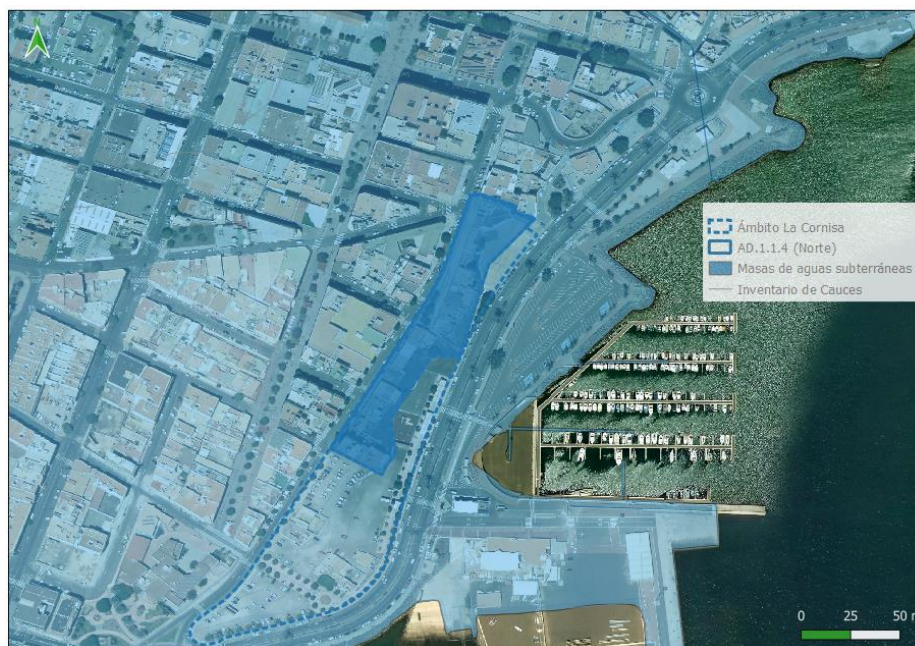 Ámbito La Cornisa
AD.1.1.4 (Norte)
Masas de aguas subterráneas
Inventario de Cauces
0 25 50 m